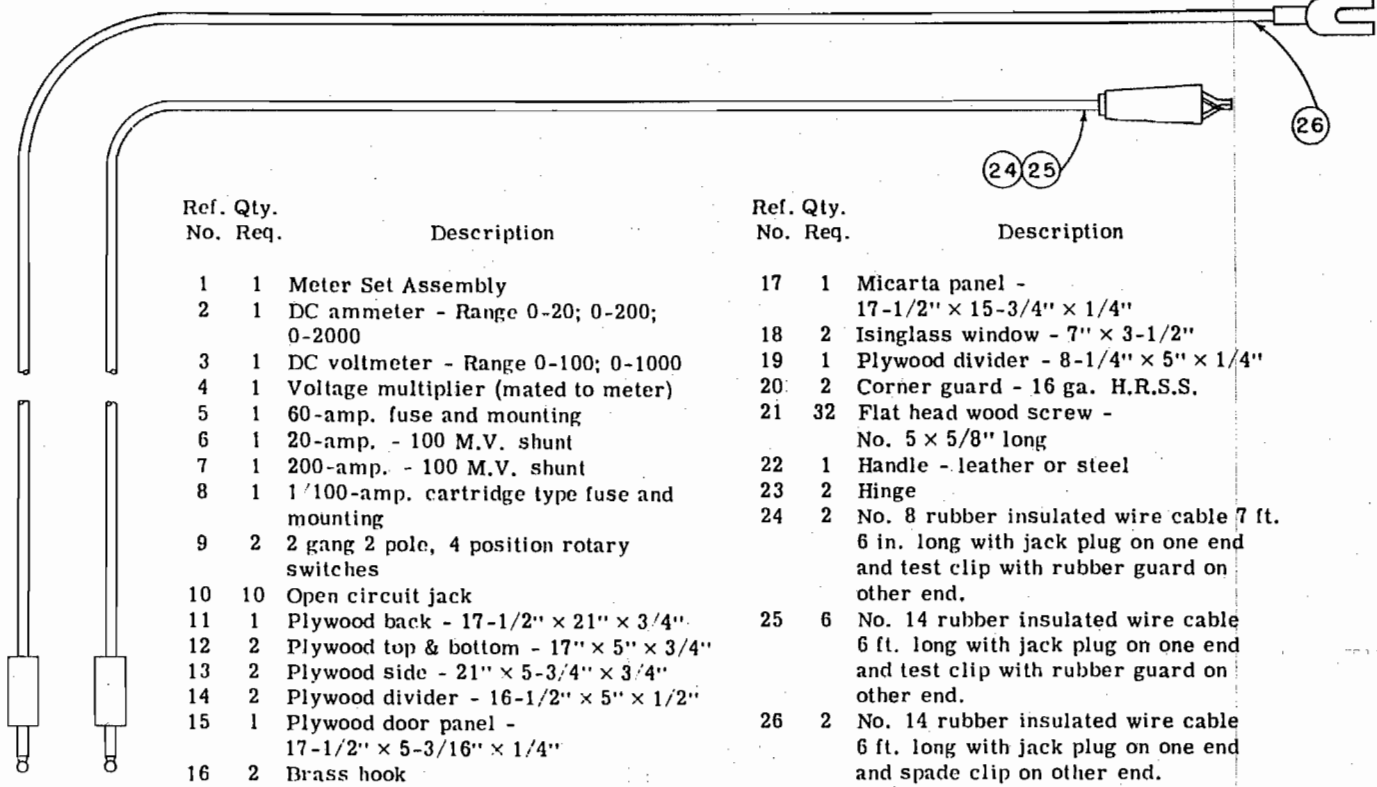 26
24 25
Ref. Qty.
No. Req. Description
1 1 Meter Set Assembly
2 1 DC ammeter - Range 0-20; 0-200;
0-2000
3 1 DC voltmeter - Range 0-100; 0-1000
4 1 Voltage multiplier (mated to meter)
5 1 60-amp. fuse and mounting
6 1 20-amp. - 100 M.V. shunt
7 1 200-amp. - 100 M.V. shunt
8 1 1/100-amp. cartridge type fuse and
mounting
9 2 2 gang 2 pole, 4 position rotary
switches
10 10 Open circuit jack
11 1 Plywood back - 17-1/2" × 21" × 3/4"
12 2 Plywood top & bottom - 17" × 5" × 3/4"
13 2 Plywood side - 21" × 5-3/4" × 3/4"
14 2 Plywood divider - 16-1/2" × 5" × 1/2"
15 1 Plywood door panel -
17-1/2" × 5-3/16" × 1/4"
16 2 Brass hook
Ref. Qty.
No. Req. Description
17 1 Micarta panel -
17-1/2" × 15-3/4" × 1/4"
18 2 Isinglass window - 7" × 3-1/2"
19 1 Plywood divider - 8-1/4" × 5" × 1/4"
20 2 Corner guard - 16 ga. H.R.S.S.
21 32 Flat head wood screw -
No. 5 × 5/8" long
22 1 Handle - leather or steel
23 2 Hinge
24 2 No. 8 rubber insulated wire cable 7 ft.
6 in. long with jack plug on one end
and test clip with rubber guard on
other end.
25 6 No. 14 rubber insulated wire cable
6 ft. long with jack plug on one end
and test clip with rubber guard on
other end.
26 2 No. 14 rubber insulated wire cable
6 ft. long with jack plug on one end
and spade clip on other end.